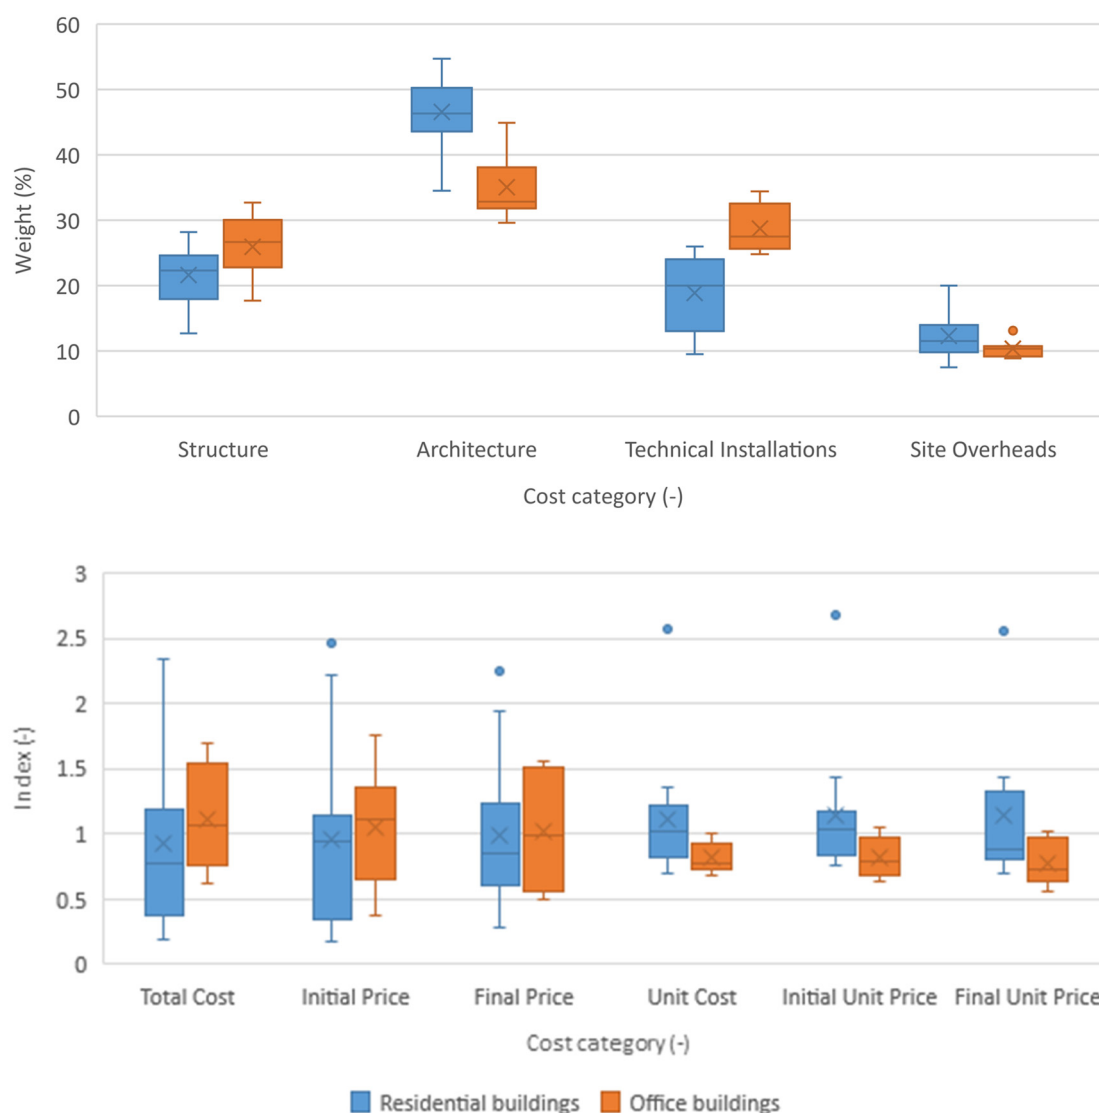 60
50
40
30
20
10
0
Weight (%)
Structure Architecture Technical Installations Site Overheads
Cost category (-)
3
2.5
2
1.5
1
0.5
0
Index (-)
Total Cost Initial Price Final Price Unit Cost Initial Unit Price Final Unit Price
Cost category (-)
Residential buildings Office buildings